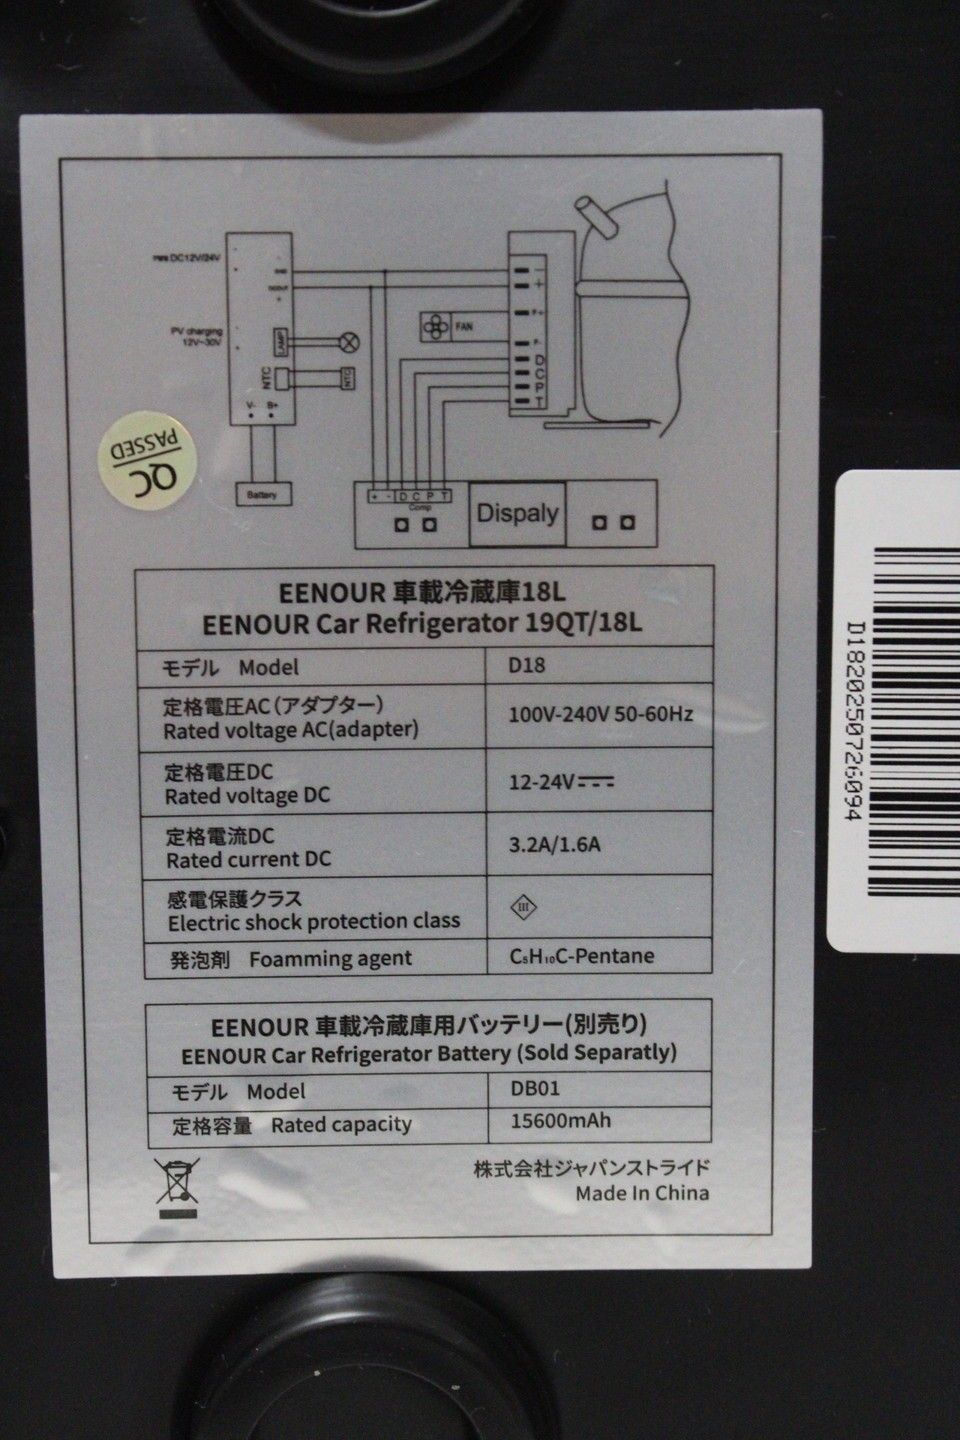 DC12V/24V
PV charging
12V~30V
LAMP
NTC
NTC
V- B+
Battery
FAN
−
+
F+
F-
D
C
P
T
+ - D C P T
Comp
Dispaly
QC
PASSED
EENOUR 車載冷蔵庫18L
EENOUR Car Refrigerator 19QT/18L
モデル Model D18
定格電圧AC（アダプター）
Rated voltage AC(adapter)
100V-240V 50-60Hz
定格電圧DC
Rated voltage DC
12-24V
定格電流DC
Rated current DC
3.2A/1.6A
感電保護クラス
Electric shock protection class
III
発泡剤 Foamming agent C₅H₁₀C-Pentane
EENOUR 車載冷蔵庫用バッテリー(別売り)
EENOUR Car Refrigerator Battery (Sold Separatly)
モデル Model DB01
定格容量 Rated capacity 15600mAh
株式会社ジャパンストライド
Made In China
D18202507726094